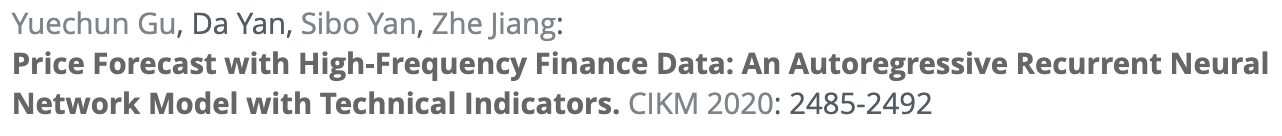 Yuechun Gu, Da Yan, Sibo Yan, Zhe Jiang:
Price Forecast with High-Frequency Finance Data: An Autoregressive Recurrent Neural
Network Model with Technical Indicators. CIKM 2020: 2485-2492